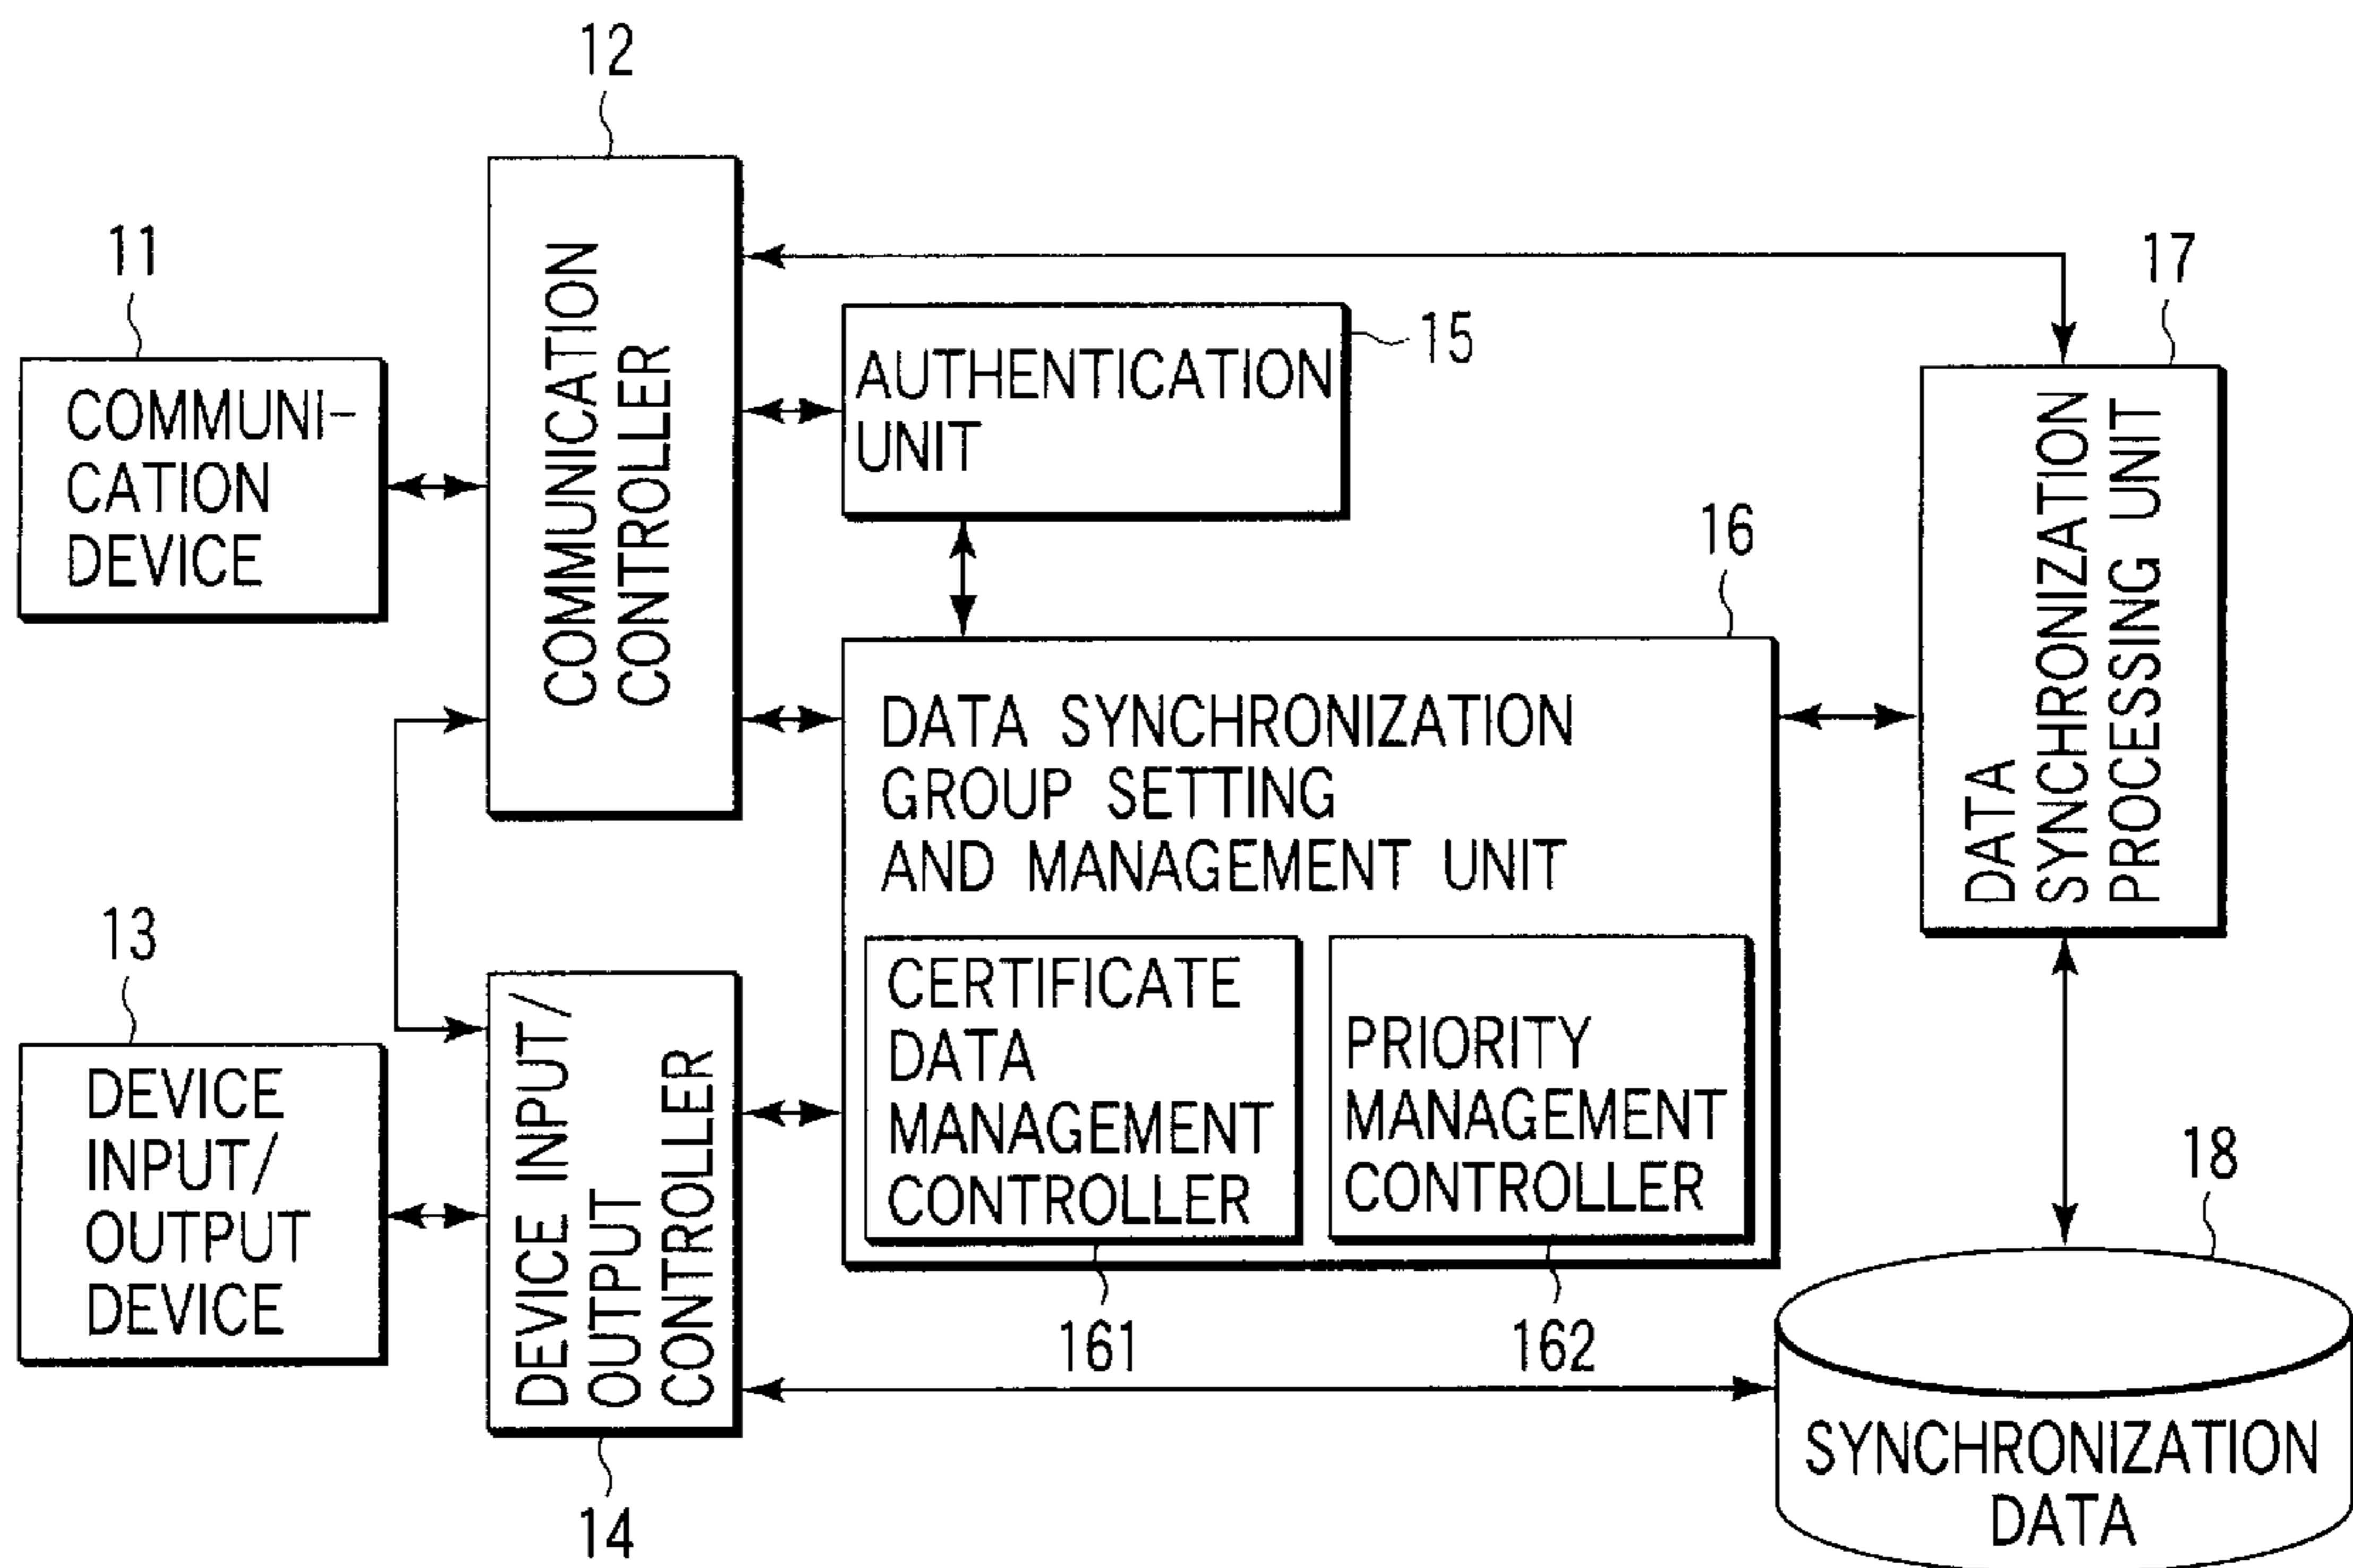 12
11
COMMUNI-
CATION
DEVICE
COMMUNICATION
CONTROLLER
AUTHENTICATION
UNIT
15
17
DATA
SYNCHRONIZATION
PROCESSING UNIT
16
DATA SYNCHRONIZATION
GROUP SETTING
AND MANAGEMENT UNIT
13
DEVICE
INPUT/
OUTPUT
DEVICE
DEVICE INPUT/
OUTPUT
CONTROLLER
14
CERTIFICATE
DATA
MANAGEMENT
CONTROLLER
161
PRIORITY
MANAGEMENT
CONTROLLER
162
18
SYNCHRONIZATION
DATA